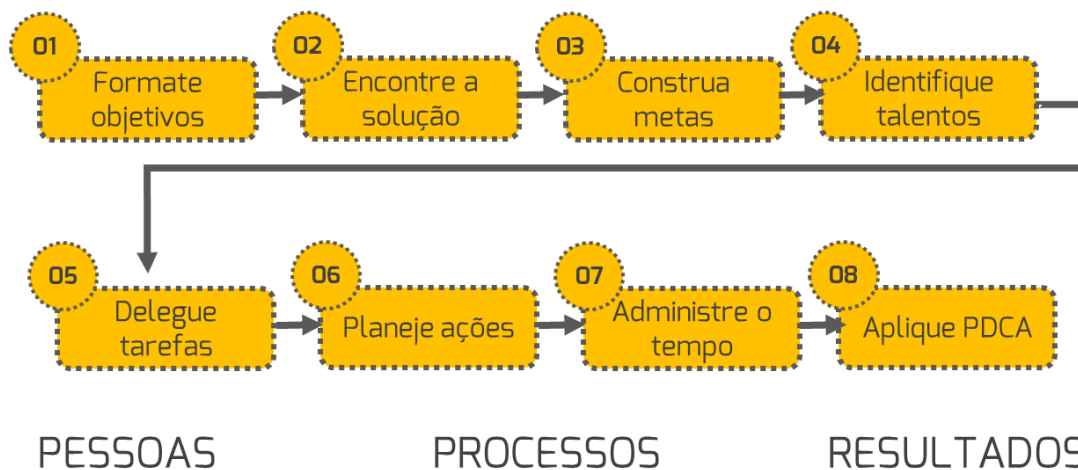 01
Formate
objetivos
02
Encontre a
solução
03
Construa
metas
04
Identifique
talentos
05
Delegue
tarefas
06
Planeje ações
07
Administre o
tempo
08
Aplique PDCA
PESSOAS PROCESSOS RESULTADOS